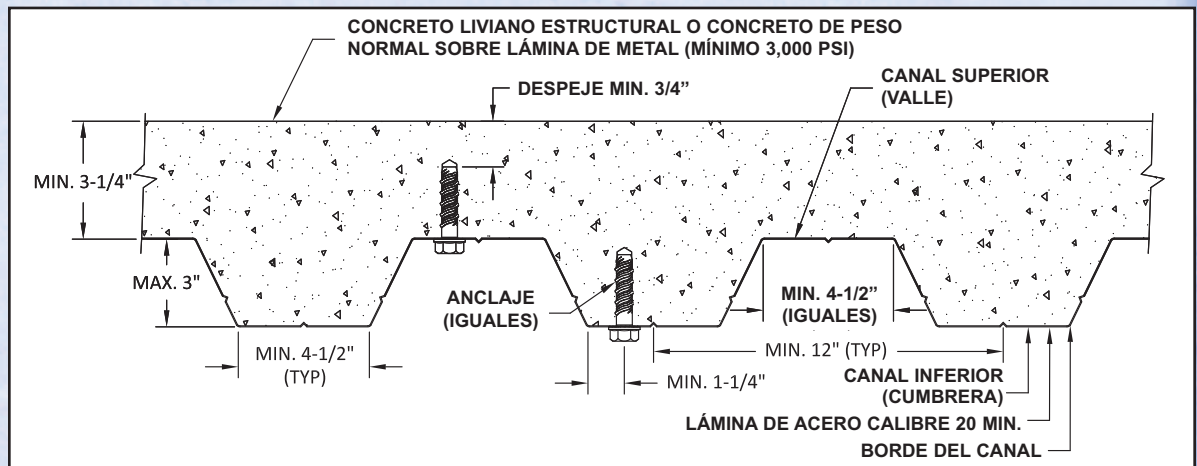 CONCRETO LIVIANO ESTRUCTURAL O CONCRETO DE PESO
NORMAL SOBRE LÁMINA DE METAL (MÍNIMO 3,000 PSI)
DESPEJE MIN. 3/4”
CANAL SUPERIOR
(VALLE)
MIN. 3-1/4"
MAX. 3"
ANCLAJE
(IGUALES)
MIN. 4-1/2”
(IGUALES)
MIN. 4-1/2"
(TYP)
MIN. 12" (TYP)
MIN. 1-1/4"
CANAL INFERIOR
(CUMBRERA)
LÁMINA DE ACERO CALIBRE 20 MIN.
BORDE DEL CANAL